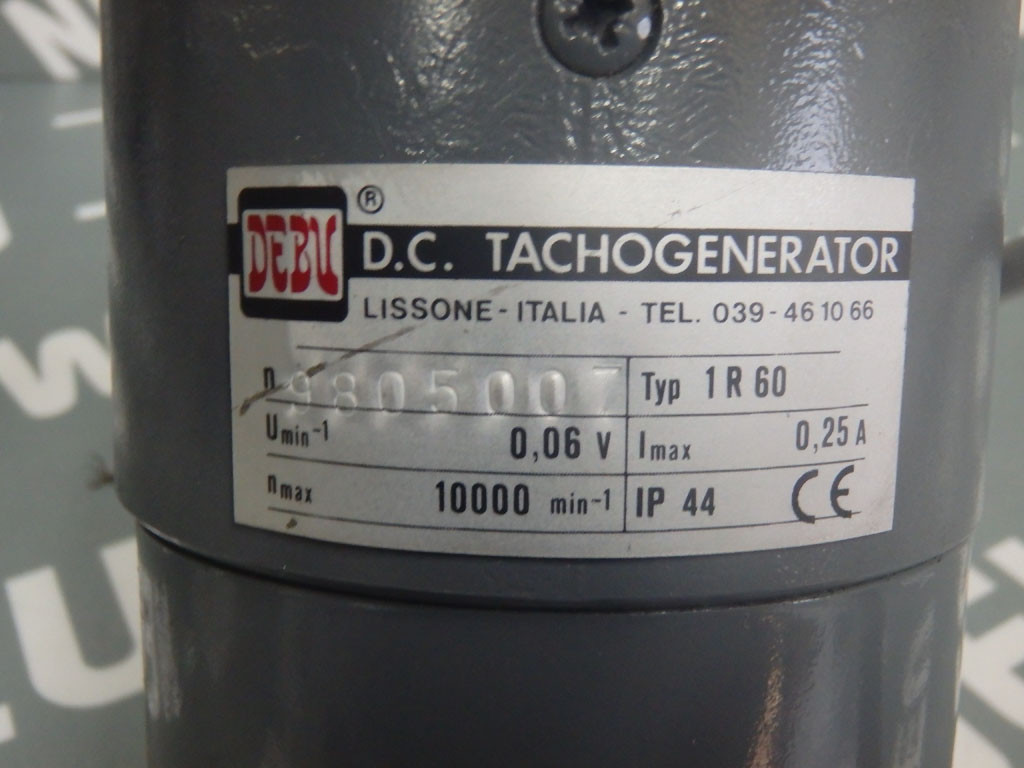 DEBU ®
D.C. TACHOGENERATOR
LISSONE - ITALIA - TEL. 039 - 46 10 66
n 9805007 Typ 1 R 60
Umin-1 0,06 V Imax 0,25 A
nmax 10000 min-1 IP 44 CE